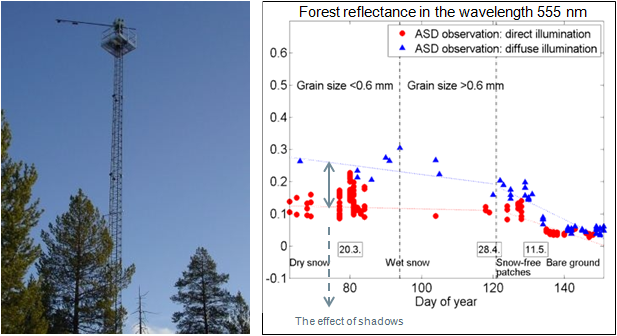 Forest reflectance in the wavelength 555 nm
ASD observation: direct illumination
ASD observation: diffuse illumination
0.6
Grain size <0.6 mm
Grain size >0.6 mm
0.5
0.4
0.3
0.2
0.1
0
20.3.
28.4.
11.5.
Dry snow
Wet snow
Snow-free
patches
Bare ground
-0.1
80
100
120
140
Day of year
The effect of shadows